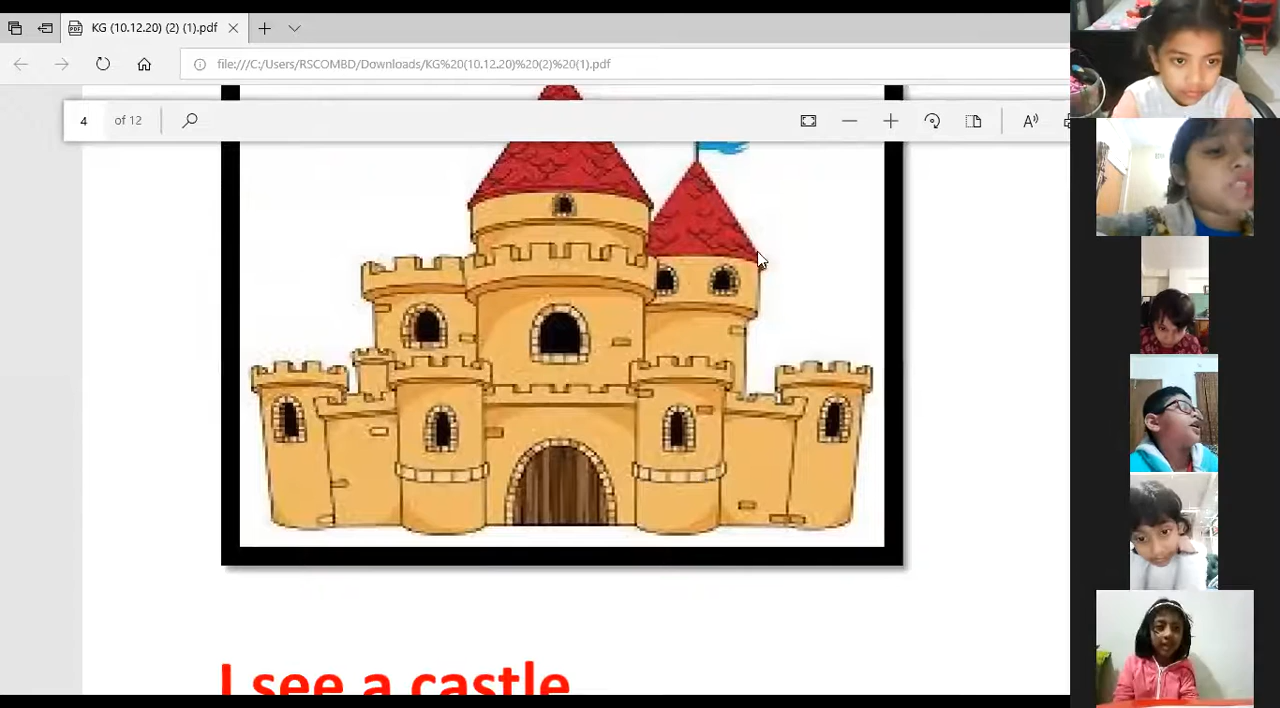 KG (10.12.20) (2) (1).pdf
file:///C:/Users/RSCOMBD/Downloads/KG%20(10.12.20)%20(2)%20(1).pdf
4 of 12
I see a castle